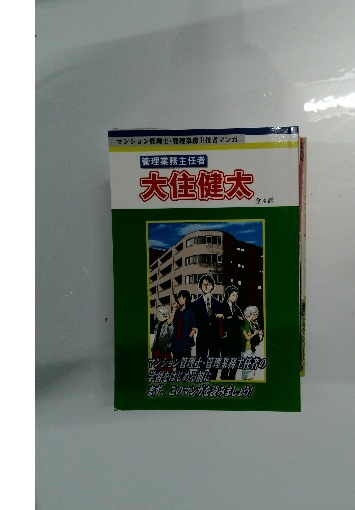 マンション管理士・管理業務主任者マンガ
管理業務主任者
大住健太
全4話
マンション管理士・管理業務主任者の
学習をはじめる前に
まず、このマンガを読みましょう!